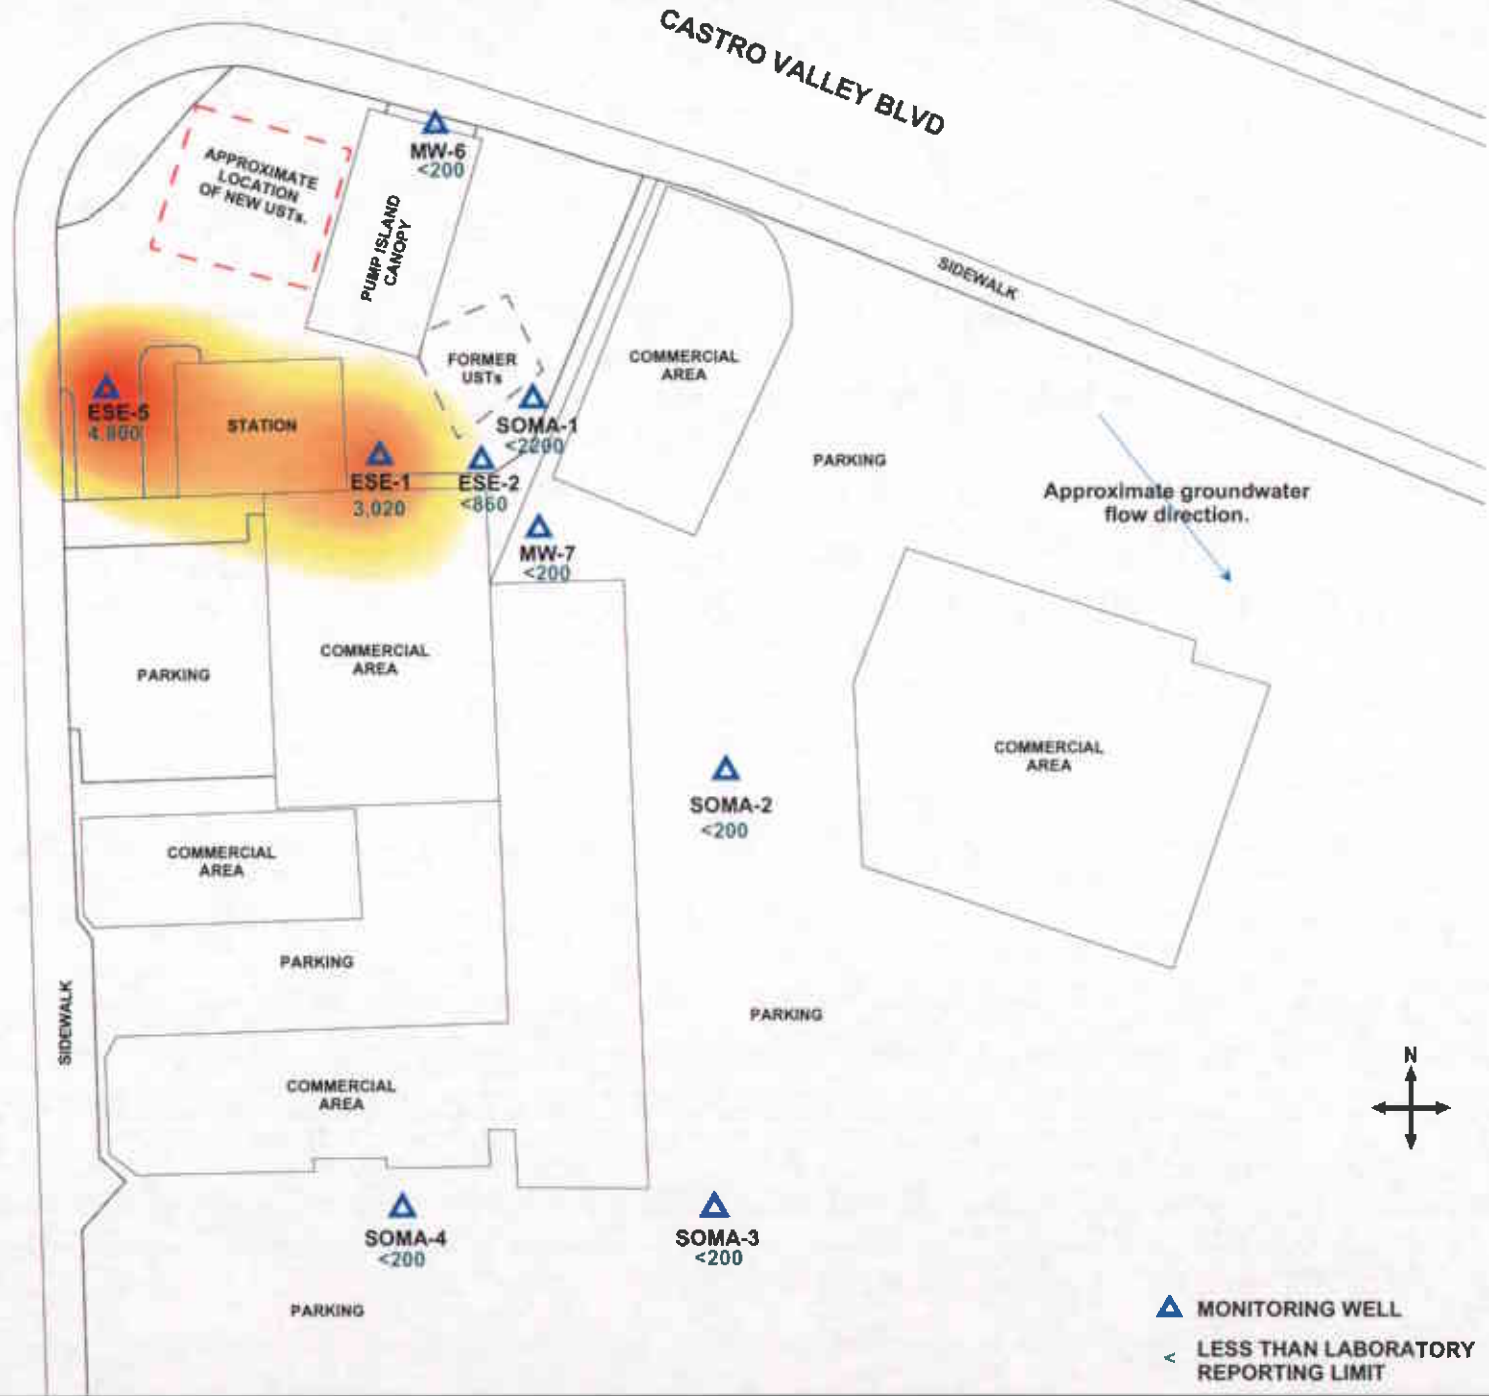 CASTRO VALLEY BLVD
MW-6
<200
APPROXIMATE
LOCATION
OF NEW USTs.
PUMP ISLAND
CANOPY
SIDEWALK
FORMER
USTs
COMMERCIAL
AREA
ESE-5
4,800
STATION
SOMA-1
<2200
ESE-1
3,020
ESE-2
<860
PARKING
Approximate groundwater
flow direction.
MW-7
<200
PARKING
COMMERCIAL
AREA
COMMERCIAL
AREA
SOMA-2
<200
COMMERCIAL
AREA
PARKING
SIDEWALK
PARKING
N
COMMERCIAL
AREA
SOMA-4
<200
SOMA-3
<200
PARKING
MONITORING WELL
< LESS THAN LABORATORY
REPORTING LIMIT